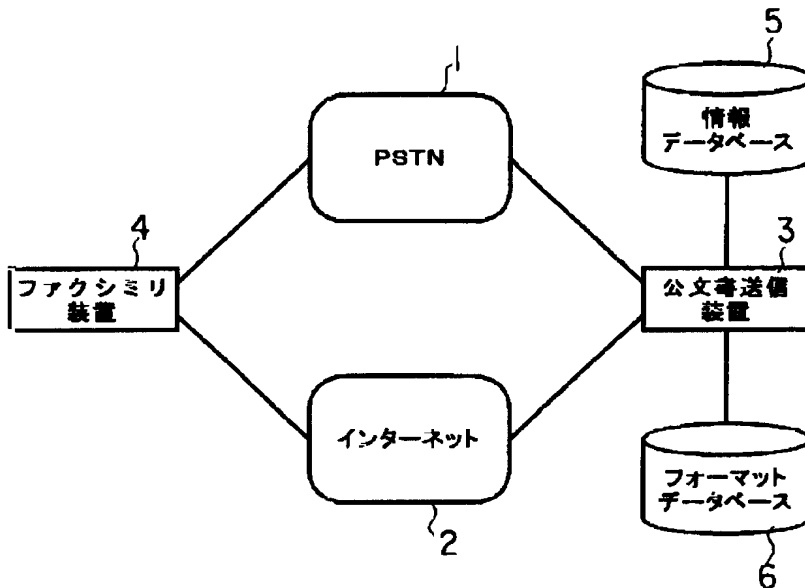 1
PSTN
5
情報
データベース
4
ファクシミリ
装置
3
公文書送信
装置
インターネット
2
フォーマット
データベース
6